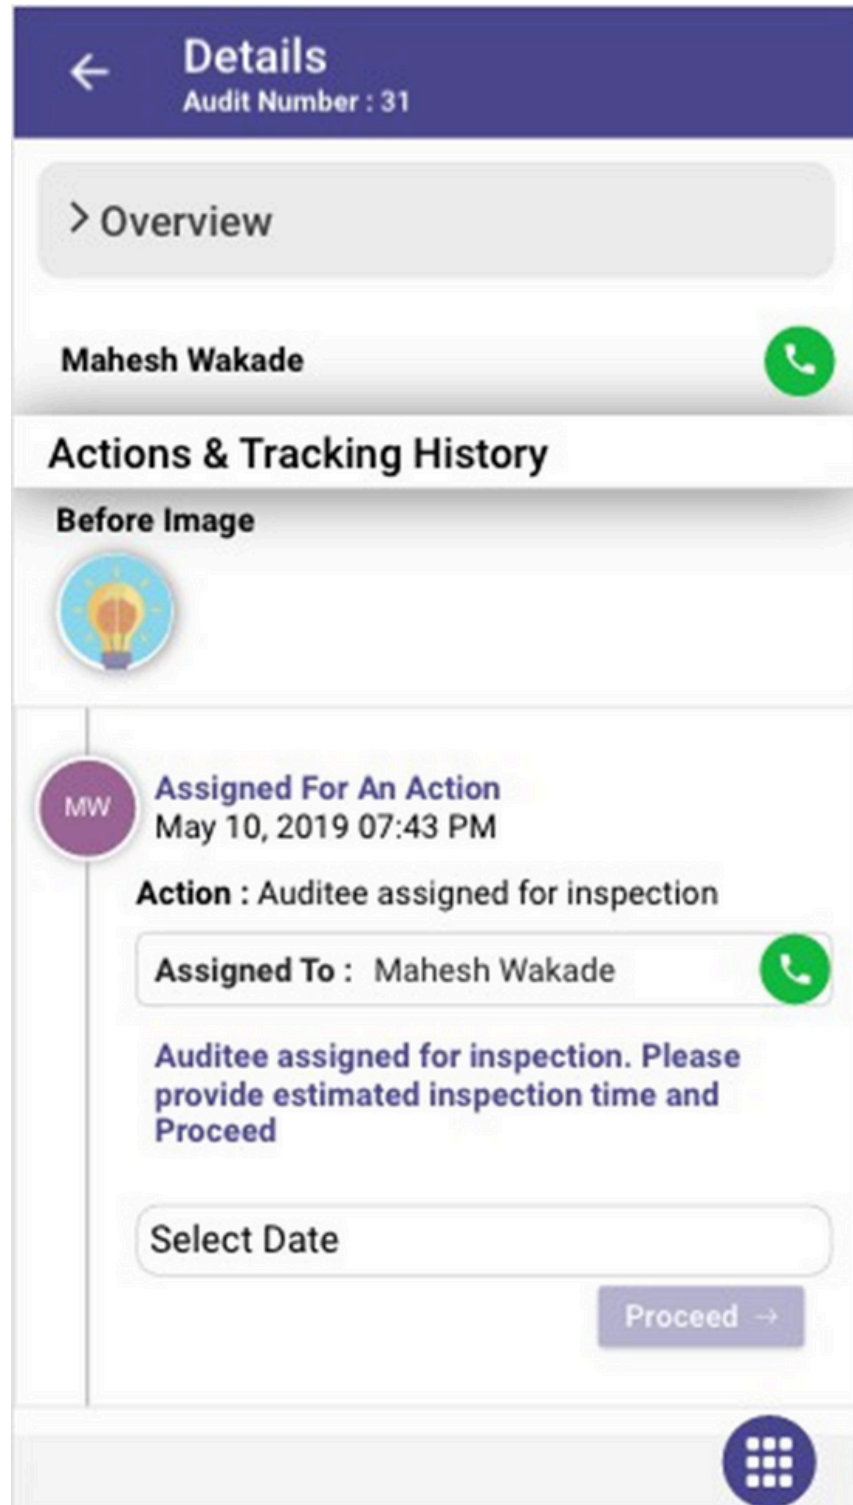 Details
Audit Number : 31
Overview
Mahesh Wakade
Actions & Tracking History
Before Image
MW
Assigned For An Action
May 10, 2019 07:43 PM
Action : Auditee assigned for inspection
Assigned To : Mahesh Wakade
Auditee assigned for inspection. Please
provide estimated inspection time and
Proceed
Select Date
Proceed →